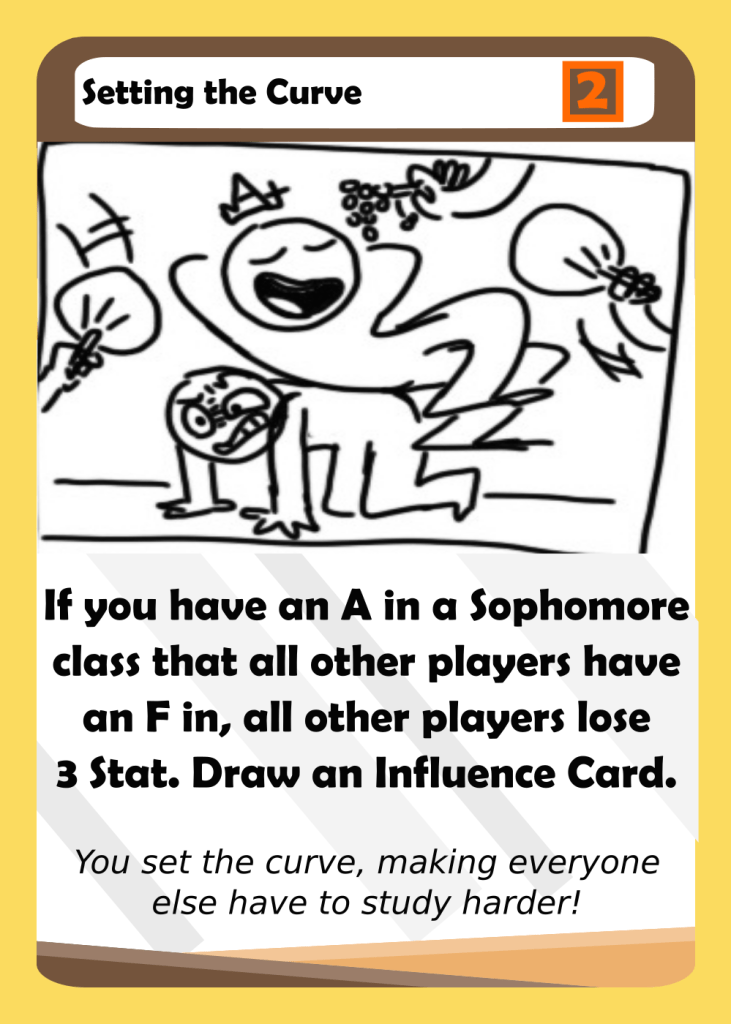 Setting the Curve
2
A+
If you have an A in a Sophomore
class that all other players have
an F in, all other players lose
3 Stat. Draw an Influence Card.
You set the curve, making everyone
else have to study harder!